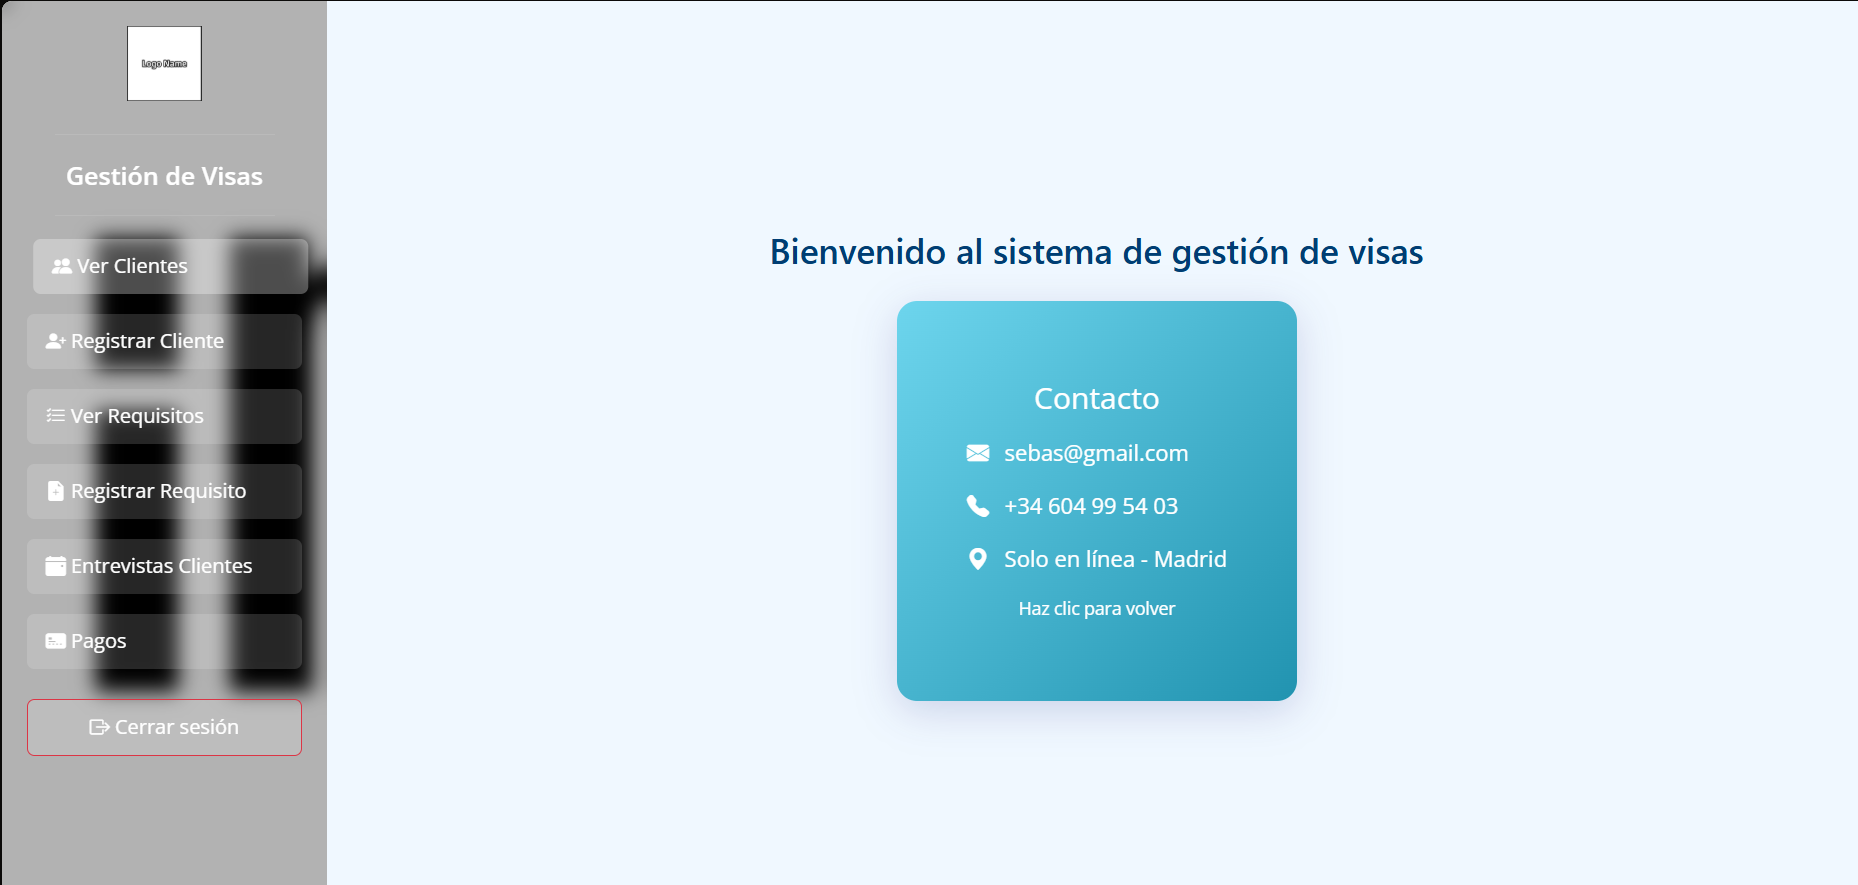 Logo Name
Gestión de Visas
Ver Clientes
Registrar Cliente
Ver Requisitos
Registrar Requisito
Entrevistas Clientes
Pagos
Cerrar sesión
Bienvenido al sistema de gestión de visas
Contacto
sebas@gmail.com
+34 604 99 54 03
Solo en línea - Madrid
Haz clic para volver